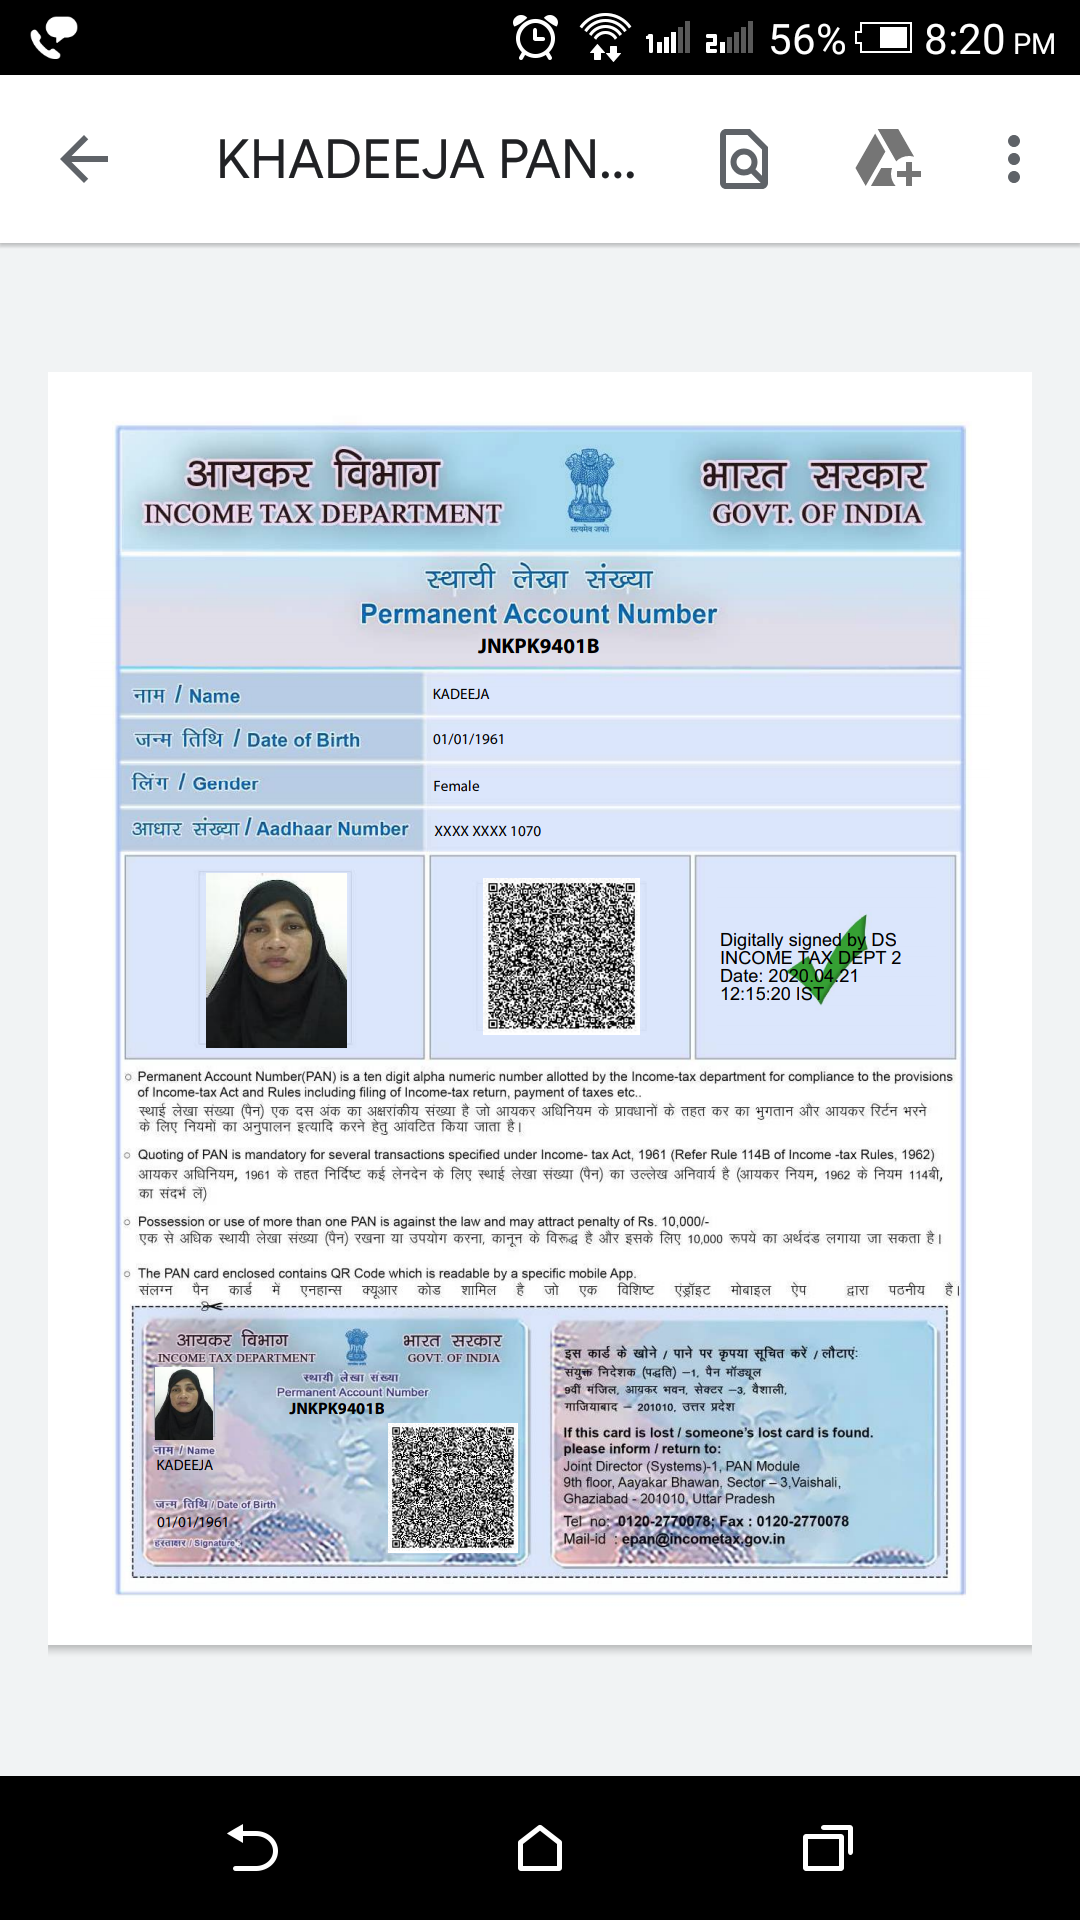 56% 8:20 PM
KHADEEJA PAN...
आयकर विभाग
INCOME TAX DEPARTMENT
सत्यमेव जयते
भारत सरकार
GOVT. OF INDIA
स्थायी लेखा संख्या
Permanent Account Number
JNKPK9401B
नाम / Name KADEEJA
जन्म तिथि / Date of Birth 01/01/1961
लिंग / Gender Female
आधार संख्या / Aadhaar Number XXXX XXXX 1070
Digitally signed by DS
INCOME TAX DEPT 2
Date: 2020.04.21
12:15:20 IST
Permanent Account Number(PAN) is a ten digit alpha numeric number allotted by the Income-tax department for compliance to the provisions
of Income-tax Act and Rules including filing of Income-tax return, payment of taxes etc..
स्थाई लेखा संख्या (पैन) एक दस अंक का अक्षरांकीय संख्या है जो आयकर अधिनियम के प्रावधानों के तहत कर का भुगतान और आयकर रिर्टन भरने
के लिए नियमों का अनुपालन इत्यादि करने हेतु आंवटित किया जाता है।
Quoting of PAN is mandatory for several transactions specified under Income- tax Act, 1961 (Refer Rule 114B of Income -tax Rules, 1962)
आयकर अधिनियम, 1961 के तहत निर्दिष्ट कई लेनदेन के लिए स्थाई लेखा संख्या (पैन) का उल्लेख अनिवार्य है (आयकर नियम, 1962 के नियम 114बी,
का संदर्भ लें)
Possession or use of more than one PAN is against the law and may attract penalty of Rs. 10,000/-
एक से अधिक स्थायी लेखा संख्या (पैन) रखना या उपयोग करना, कानून के विरूद्ध है और इसके लिए 10,000 रूपये का अर्थदंड लगाया जा सकता है।
The PAN card enclosed contains QR Code which is readable by a specific mobile App.
संलग्न पैन कार्ड में एनहान्स क्यूआर कोड शामिल है जो एक विशिष्ट एंड्रॉइट मोबाइल ऐप द्वारा पठनीय है।
आयकर विभाग
INCOME TAX DEPARTMENT
भारत सरकार
GOVT. OF INDIA
स्थायी लेखा संख्या
Permanent Account Number
JNKPK9401B
नाम / Name
KADEEJA
जन्म तिथि / Date of Birth
01/01/1961
हस्ताक्षर / Signature
इस कार्ड के खोने / पाने पर कृपया सूचित करें / लौटाएं:
संयुक्त निदेशक (पद्धति) –1, पैन मॉड्यूल
9वीं मंजिल, आयकर भवन, सेक्टर –3, वैशाली,
गाजियाबाद – 201010, उत्तर प्रदेश
If this card is lost / someone's lost card is found.
please inform / return to:
Joint Director (Systems)-1, PAN Module
9th floor, Aayakar Bhawan, Sector – 3,Vaishali,
Ghaziabad - 201010, Uttar Pradesh
Tel no: 0120-2770078; Fax : 0120-2770078
Mail-id : epan@incometax.gov.in